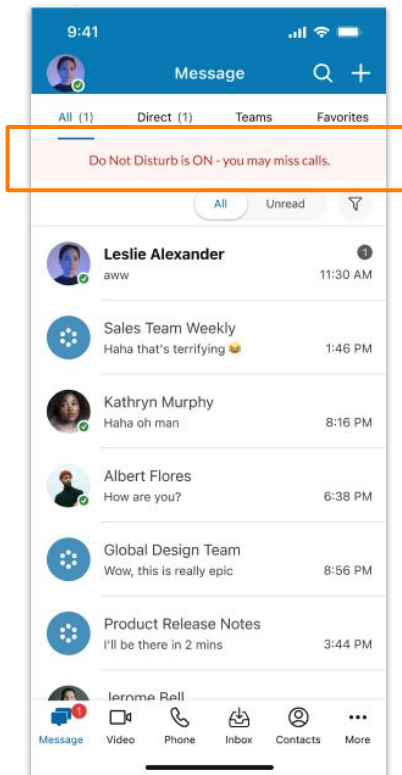 9:41
Message
All (1) Direct (1) Teams Favorites
Do Not Disturb is ON - you may miss calls.
All Unread
Leslie Alexander 1
aww 11:30 AM
Sales Team Weekly
Haha that's terrifying 😂 1:46 PM
Kathryn Murphy
Haha oh man 8:16 PM
Albert Flores
How are you? 6:38 PM
Global Design Team
Wow, this is really epic 8:56 PM
Product Release Notes
I'll be there in 2 mins 3:44 PM
Jerome Bell
1
Message Video Phone Inbox Contacts More